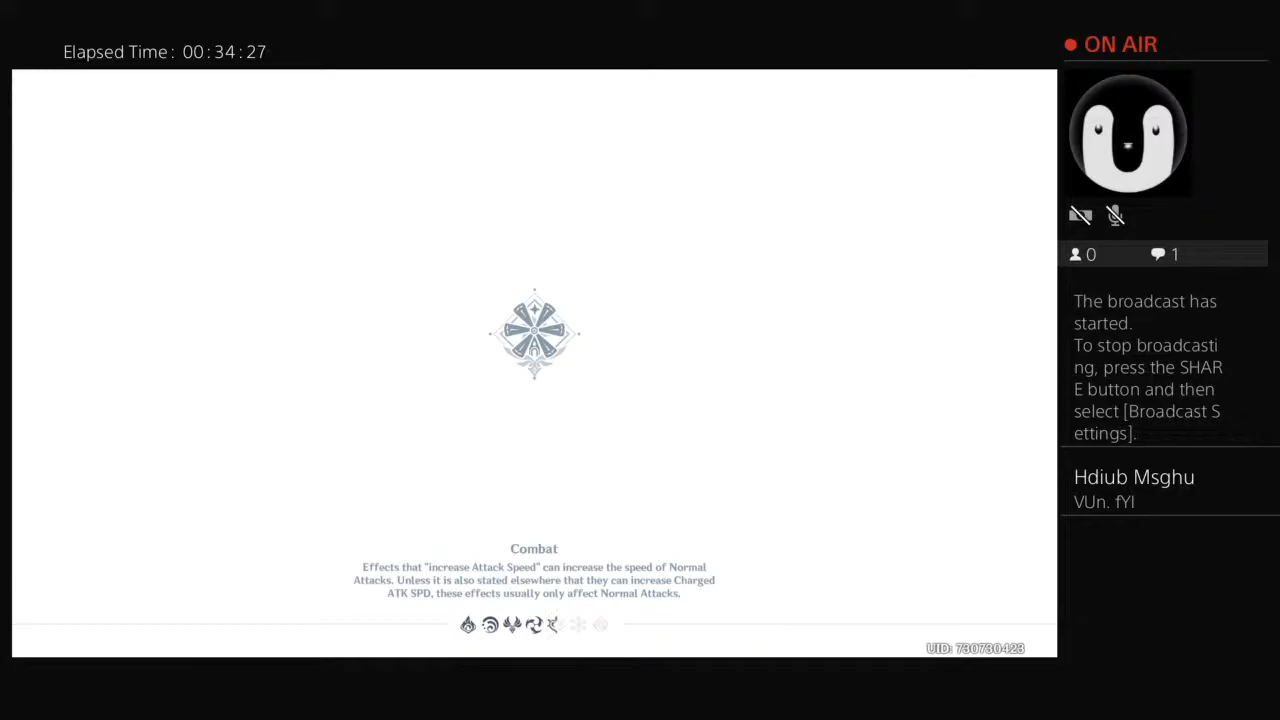 Elapsed Time: 00:34:27
ON AIR
0
1
The broadcast has
started.
To stop broadcasti
ng, press the SHAR
E button and then
select [Broadcast S
ettings].
Hdiub Msghu
VUn. fYI
Combat
Effects that "increase Attack Speed" can increase the speed of Normal
Attacks. Unless it is also stated elsewhere that they can increase Charged
ATK SPD, these effects usually only affect Normal Attacks.
UID: 730730423